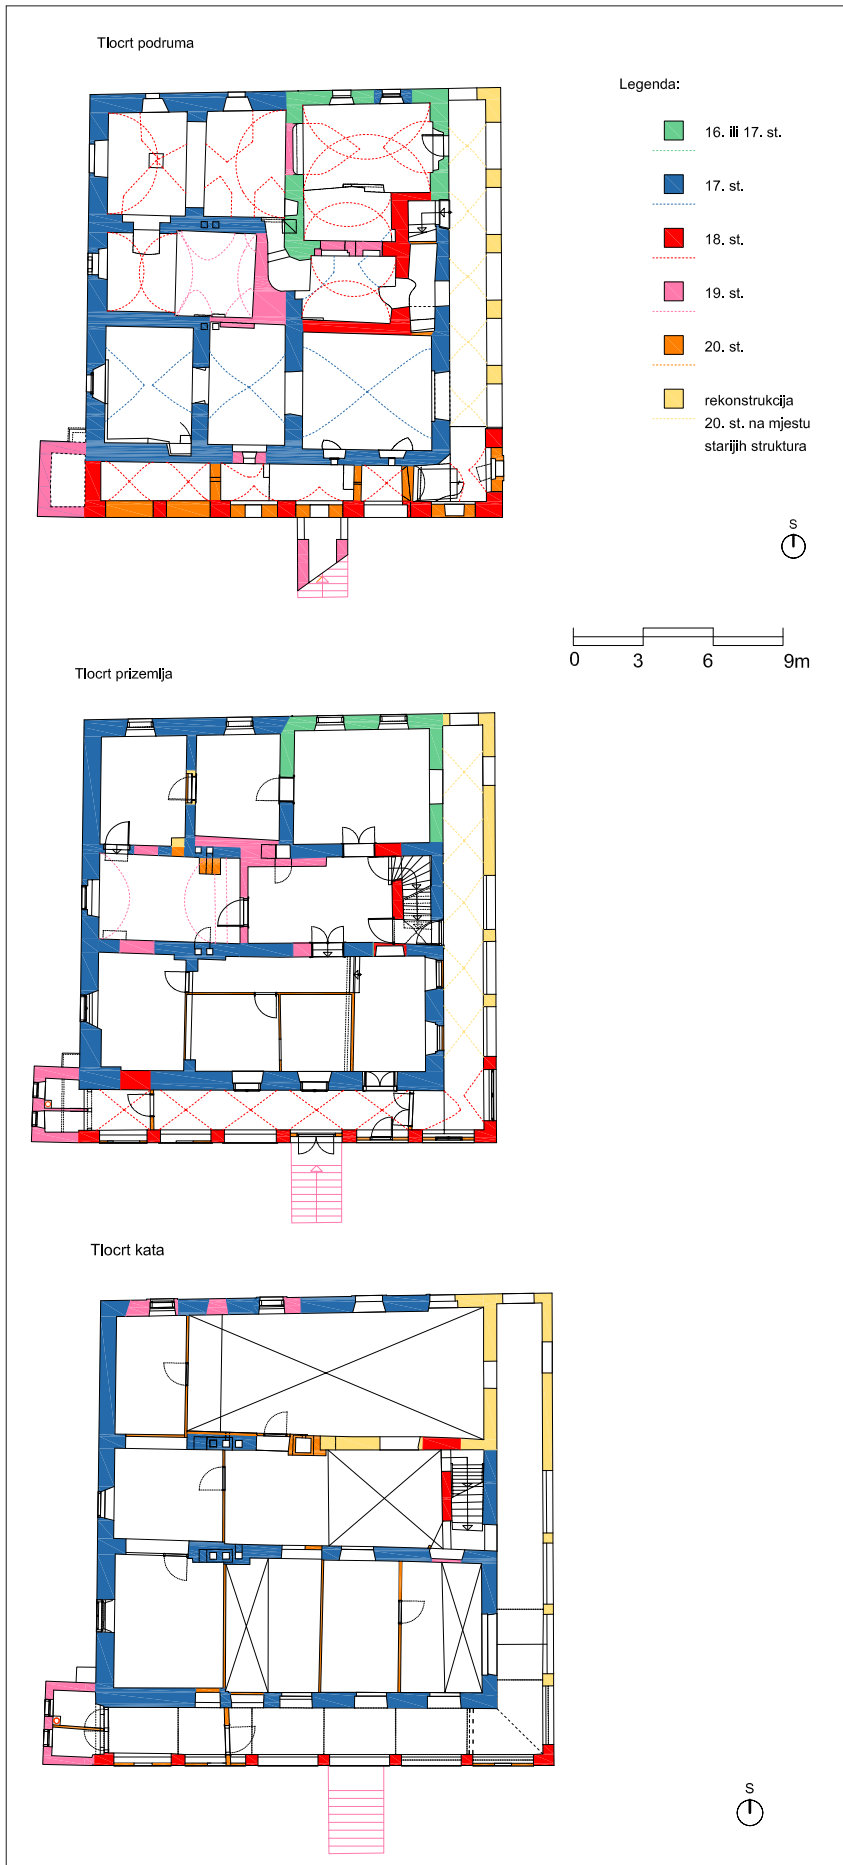 Tlocrt podruma
Legenda:
16. ili 17. st.
17. st.
18. st.
19. st.
20. st.
rekonstrukcija
20. st. na mjestu
starijih struktura
S
0 3 6 9m
Tlocrt prizemlja
Tlocrt kata
S